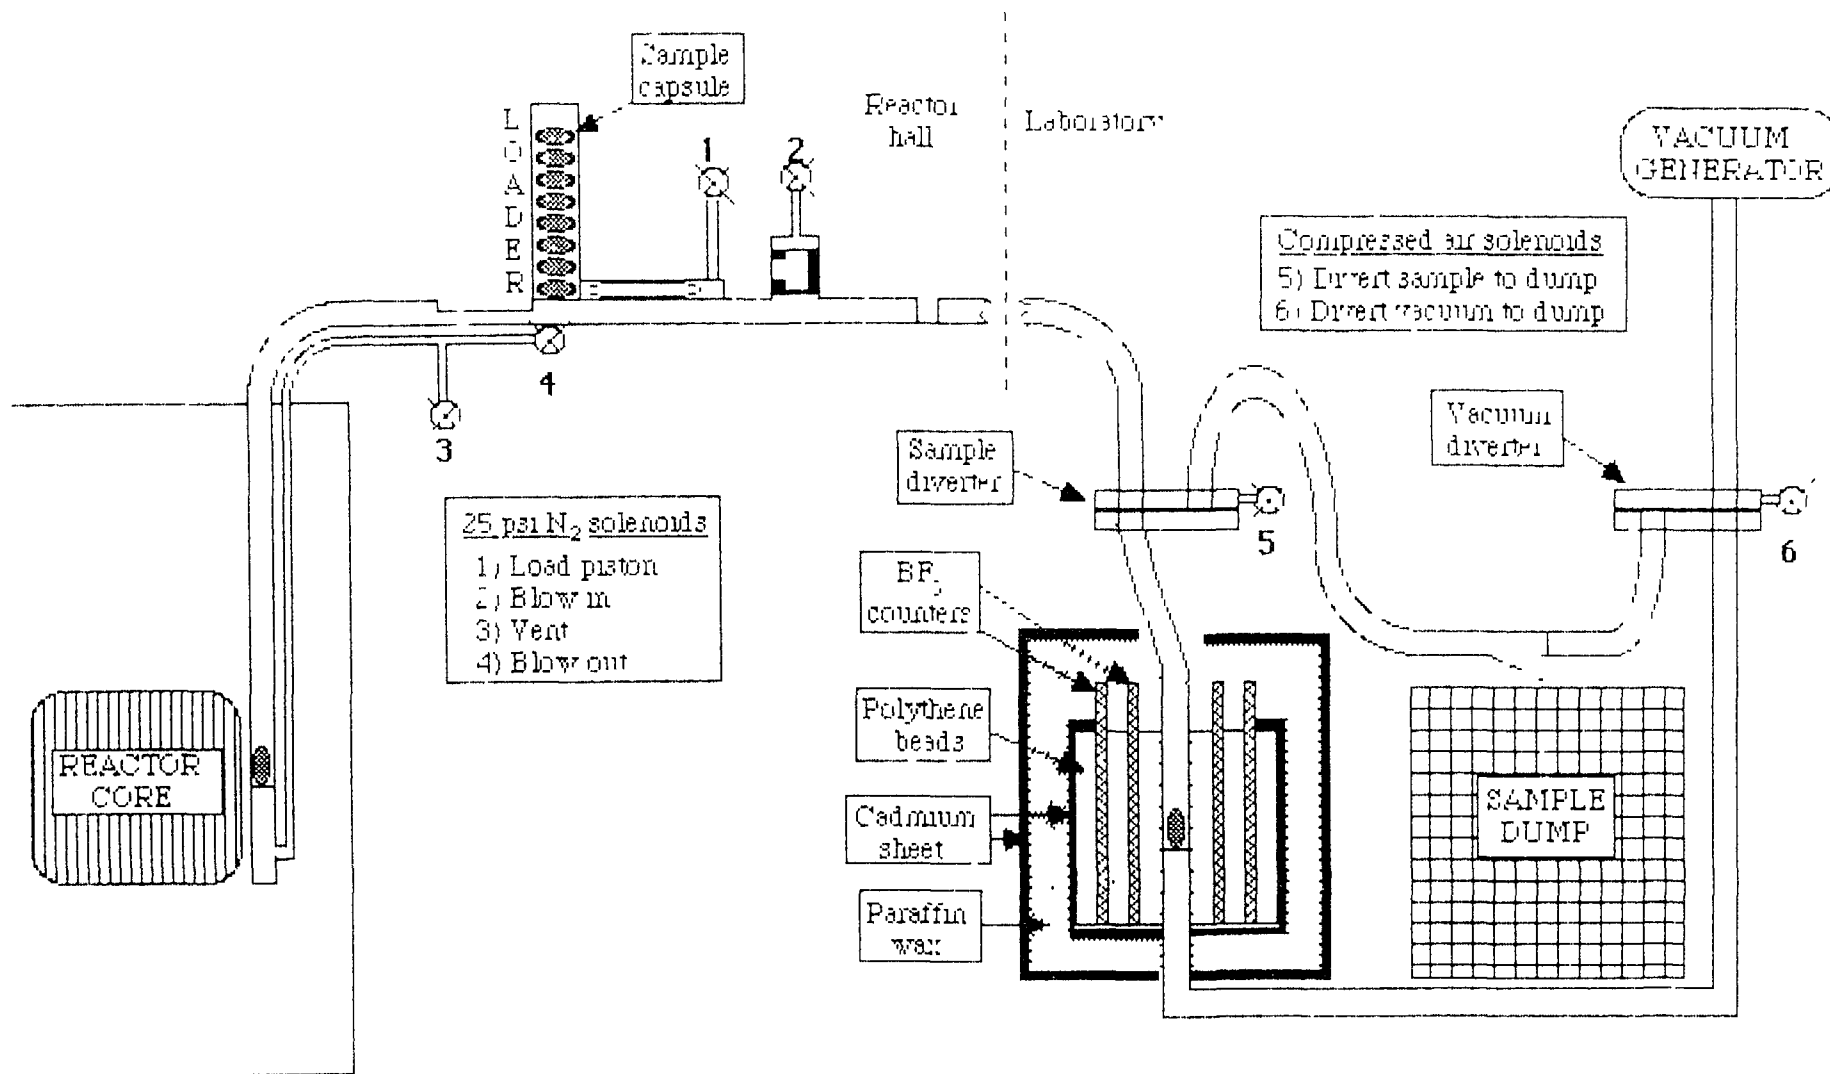 Sample
capsule
L
O
A
D
E
R
1
2
Reactor
hall
Laboratory
VACUUM
GENERATOR
Compressed air solenoids
5) Divert sample to dump
6) Divert vacuum to dump
4
3
Sample
diverter
5
Vacuum
diverter
6
25 psi N₂ solenoids
1) Load piston
2) Blow in
3) Vent
4) Blow out
BF₃
counters
Polythene
beads
REACTOR
CORE
Cadmium
sheet
SAMPLE
DUMP
Paraffin
wax